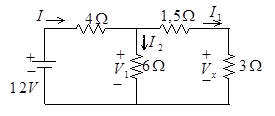 I 4Ω 1,5Ω I₁
+ I₂ + +
12V − V₁ 6Ω − Vₓ 3Ω −